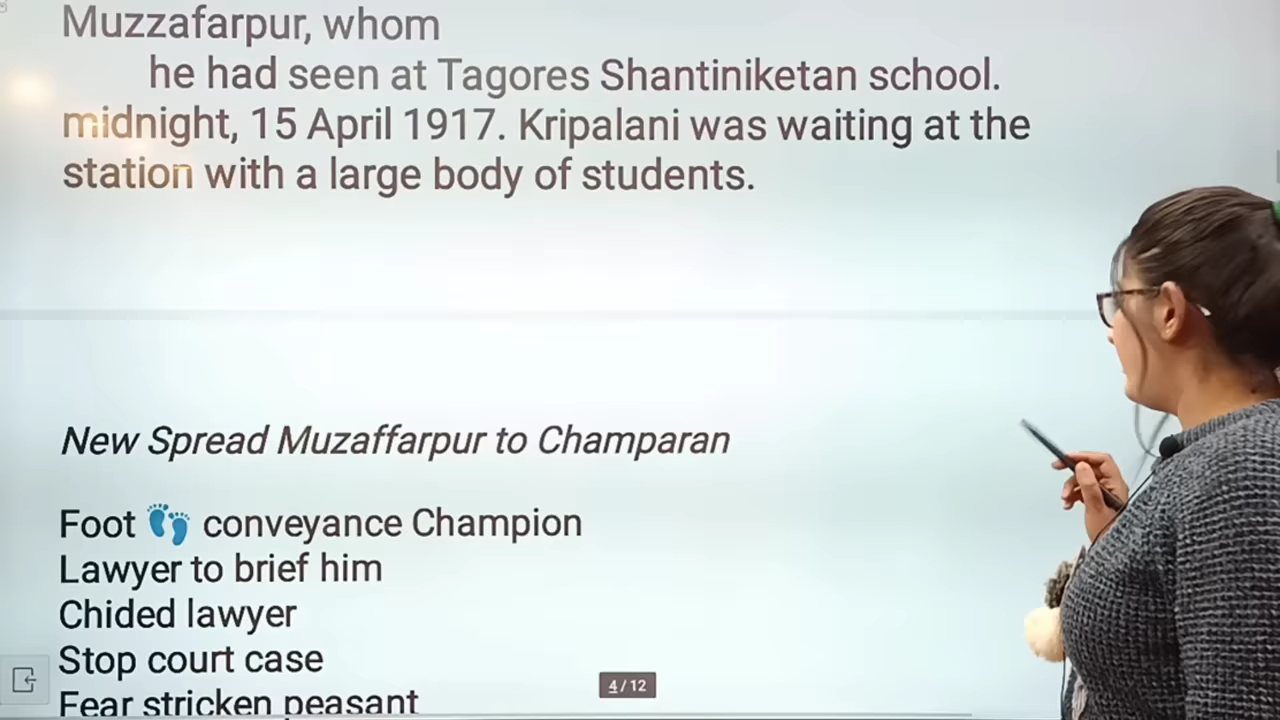 Muzzafarpur, whom
he had seen at Tagores Shantiniketan school.
midnight, 15 April 1917. Kripalani was waiting at the
station with a large body of students.
New Spread Muzaffarpur to Champaran
Foot 👣 conveyance Champion
Lawyer to brief him
Chided lawyer
Stop court case
Fear stricken peasant
4 / 12